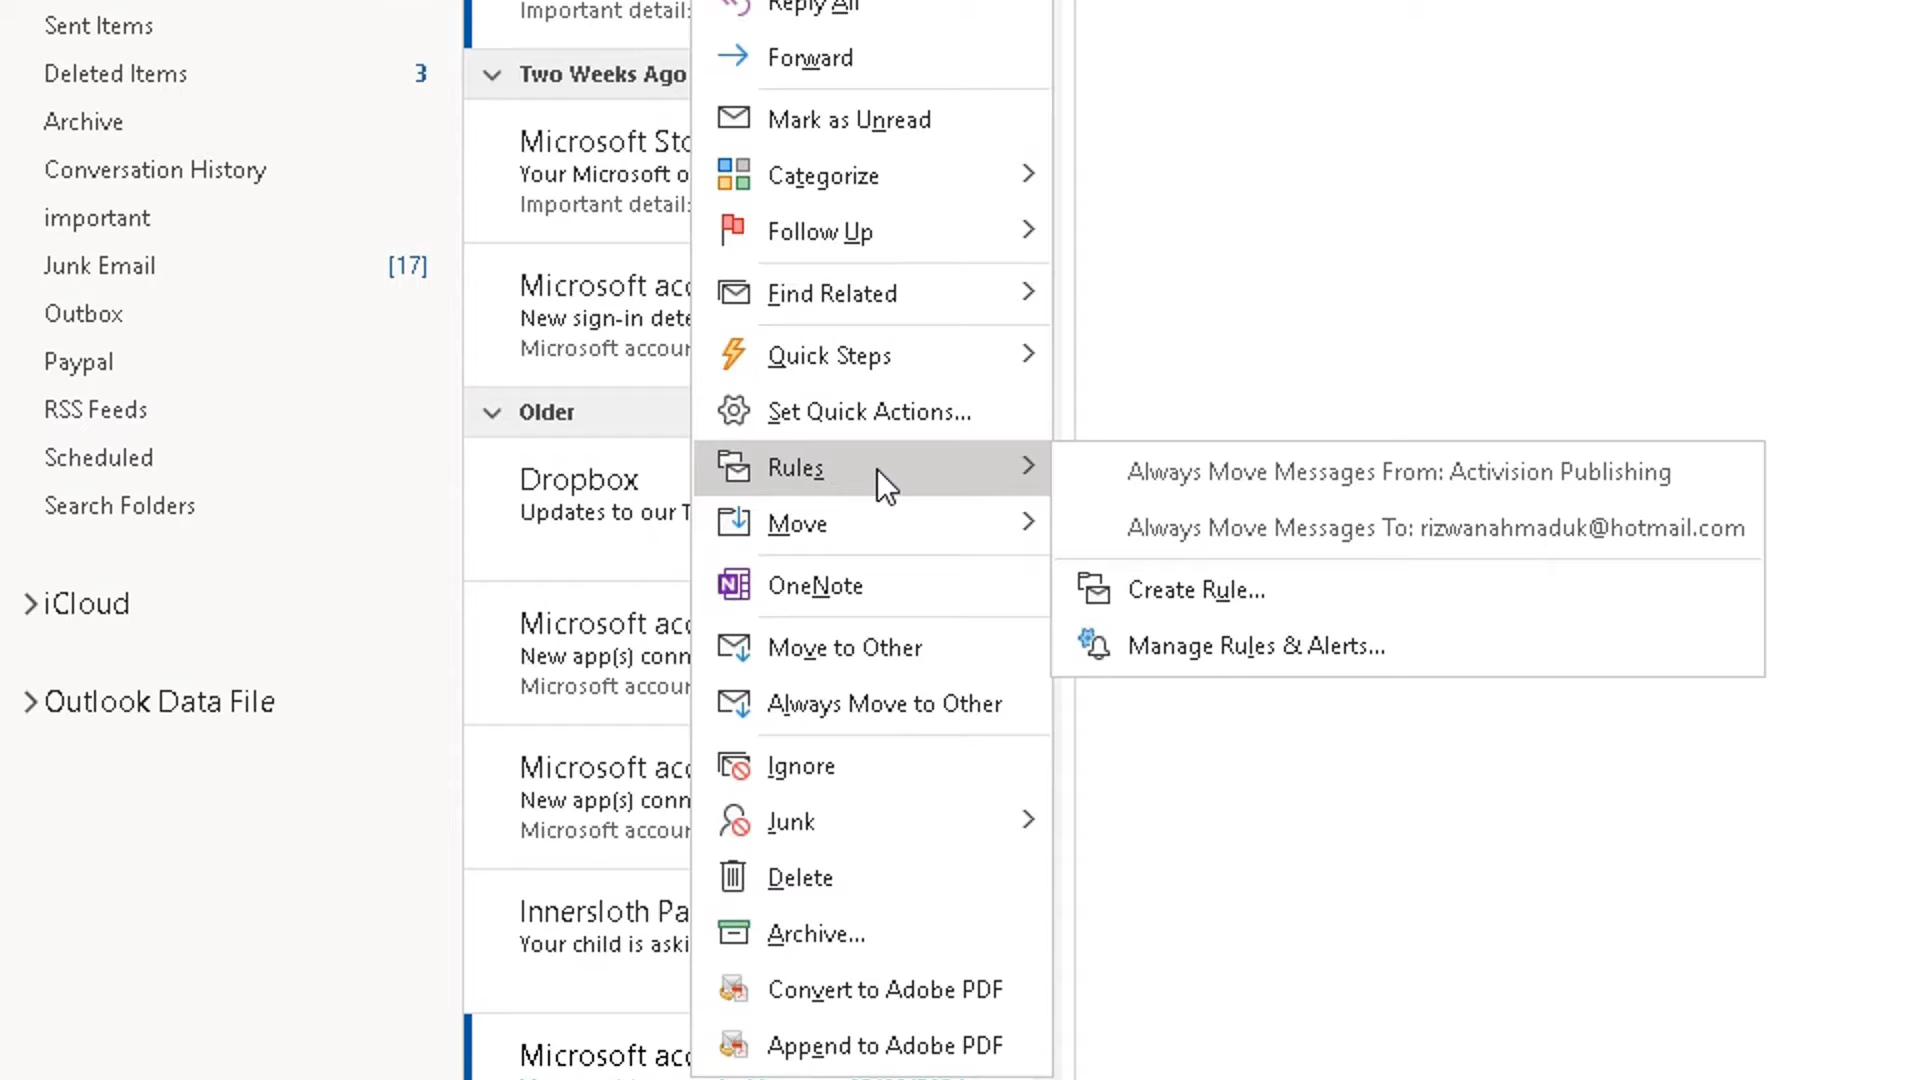 Sent Items
Deleted Items 3
Archive
Conversation History
important
Junk Email [17]
Outbox
Paypal
RSS Feeds
Scheduled
Search Folders
iCloud
Outlook Data File
Important detail:
Two Weeks Ago
Microsoft Sto
Your Microsoft o
Important detail:
Microsoft acc
New sign-in dete
Microsoft accour
Older
Dropbox
Updates to our T
Microsoft acc
New app(s) conn
Microsoft accour
Microsoft acc
New app(s) conn
Microsoft accour
Innersloth Pa
Your child is aski
Microsoft acc
Reply All
Forward
Mark as Unread
Categorize
Follow Up
Find Related
Quick Steps
Set Quick Actions...
Rules
Move
OneNote
Move to Other
Always Move to Other
Ignore
Junk
Delete
Archive...
Convert to Adobe PDF
Append to Adobe PDF
Always Move Messages From: Activision Publishing
Always Move Messages To: rizwanahmaduk@hotmail.com
Create Rule...
Manage Rules & Alerts...